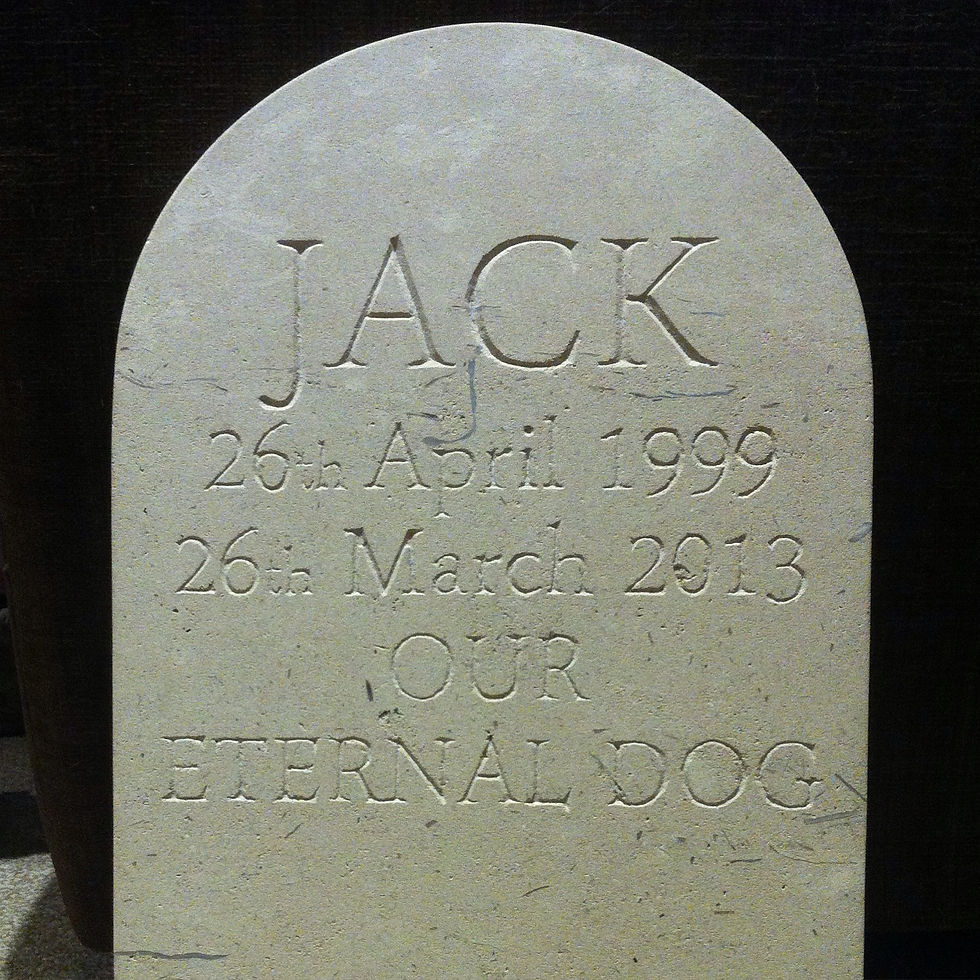 JACK
26th April 1999
26th March 2013
OUR
ETERNAL DOG